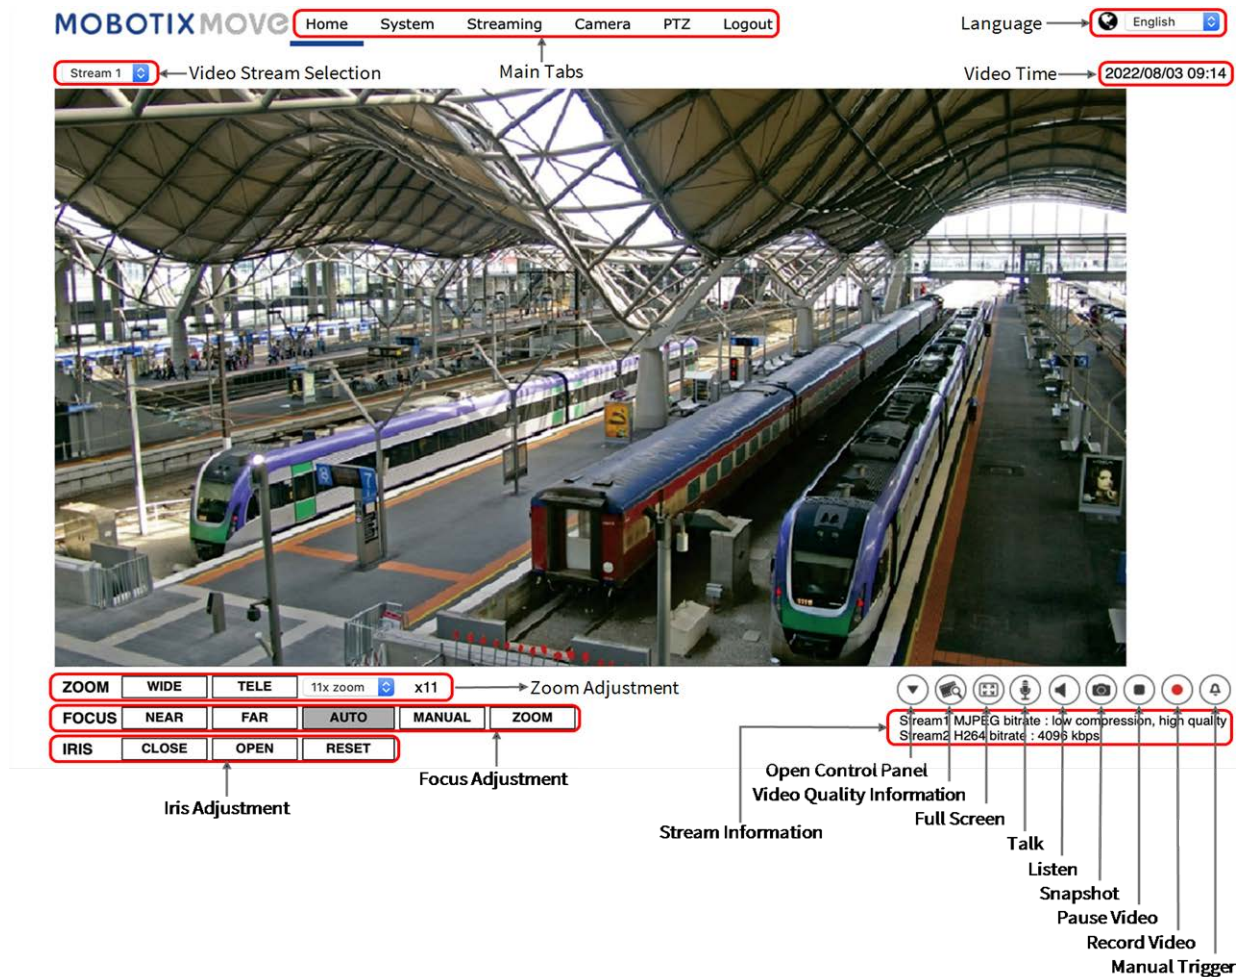 MOBOTIX MOVE Home System Streaming Camera PTZ Logout Language English
Stream 1 Video Stream Selection Main Tabs Video Time 2022/08/03 09:14
8 7
ZOOM WIDE TELE 11x zoom x11 Zoom Adjustment
FOCUS NEAR FAR AUTO MANUAL ZOOM
IRIS CLOSE OPEN RESET
Stream1 MJPEG bitrate : low compression, high quality
Stream2 H264 bitrate : 4096 kbps
Focus Adjustment
Iris Adjustment
Open Control Panel
Video Quality Information
Full Screen
Stream Information
Talk
Listen
Snapshot
Pause Video
Record Video
Manual Trigger